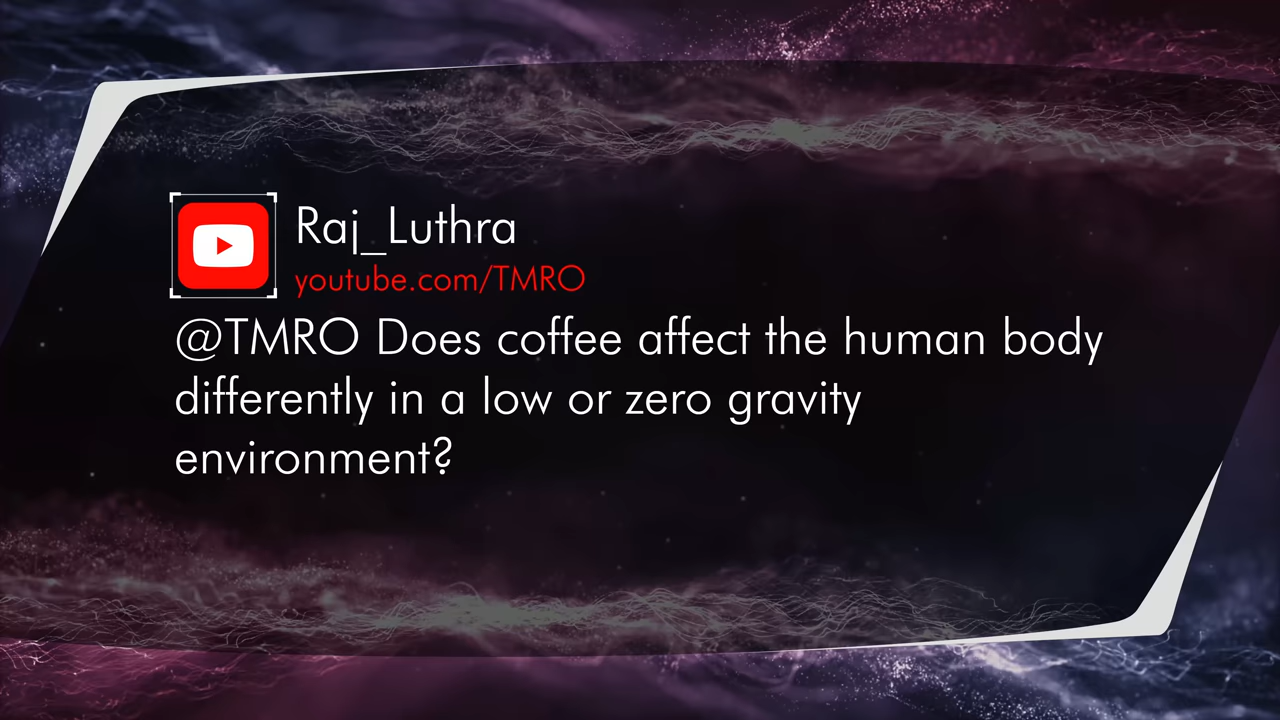 Raj_Luthra
youtube.com/TMRO
@TMRO Does coffee affect the human body
differently in a low or zero gravity
environment?